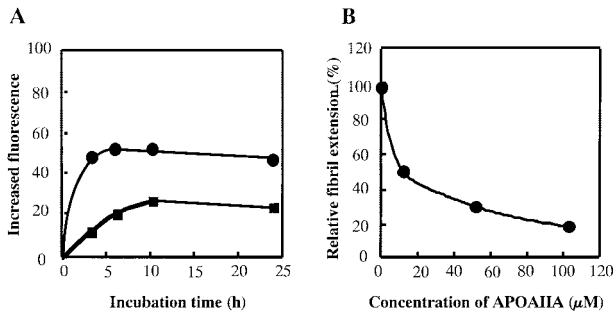 A
B
Increased fluorescence
100
80
60
40
20
0
0 5 10 15 20 25
Incubation time (h)
Relative fibril extension (%)
120
100
80
60
40
20
0
0 20 40 60 80 100 120
Concentration of APOAIIA (μM)